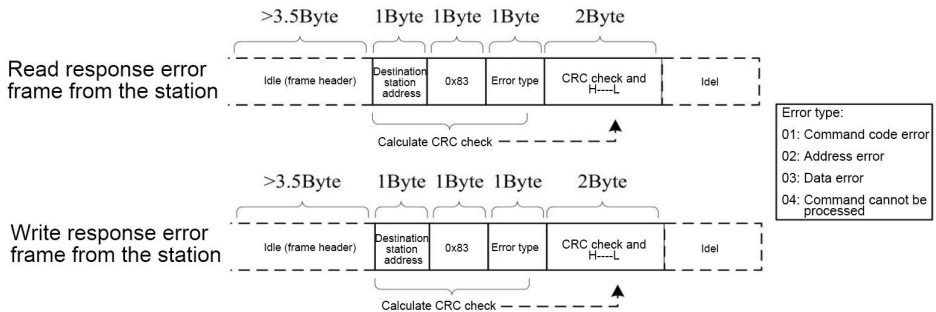 >3.5Byte 1Byte 1Byte 1Byte 2Byte
Read response error
frame from the station
Idle (frame header)
Destination
station
address
0x83
Error type
CRC check and
H----L
Idel
Calculate CRC check
Error type:
01: Command code error
02: Address error
03: Data error
04: Command cannot be
processed
>3.5Byte 1Byte 1Byte 1Byte 2Byte
Write response error
frame from the station
Idle (frame header)
Destination
station
address
0x83
Error type
CRC check and
H----L
Idel
Calculate CRC check